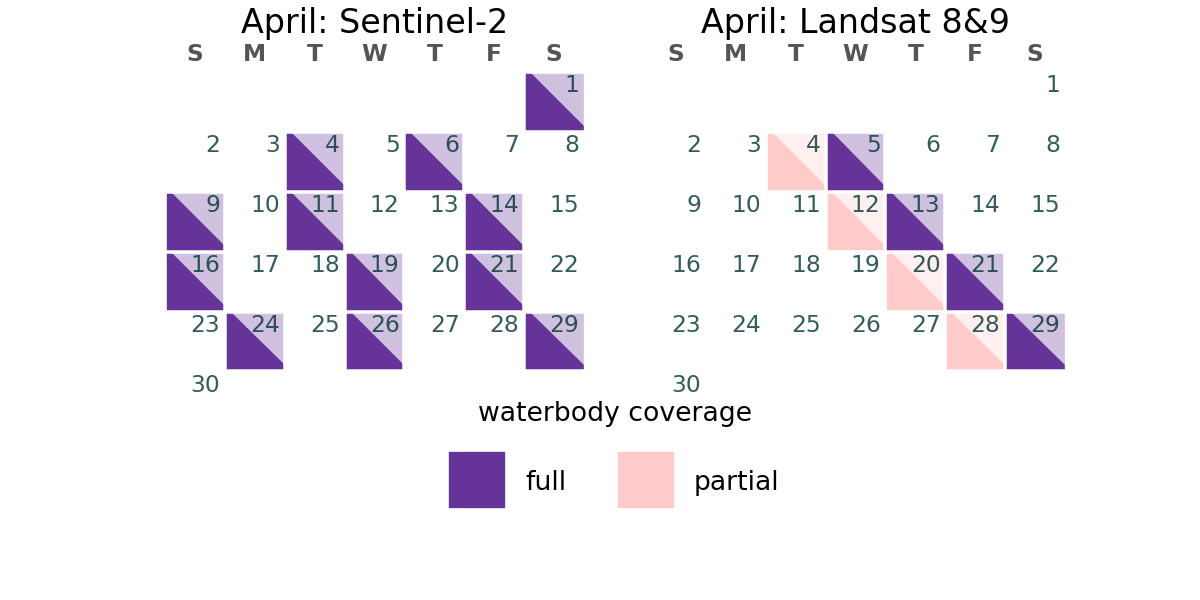 April: Sentinel-2
S M T W T F S
1
2 3 4 5 6 7 8
9 10 11 12 13 14 15
16 17 18 19 20 21 22
23 24 25 26 27 28 29
30
April: Landsat 8&9
S M T W T F S
1
2 3 4 5 6 7 8
9 10 11 12 13 14 15
16 17 18 19 20 21 22
23 24 25 26 27 28 29
30
waterbody coverage
full
partial